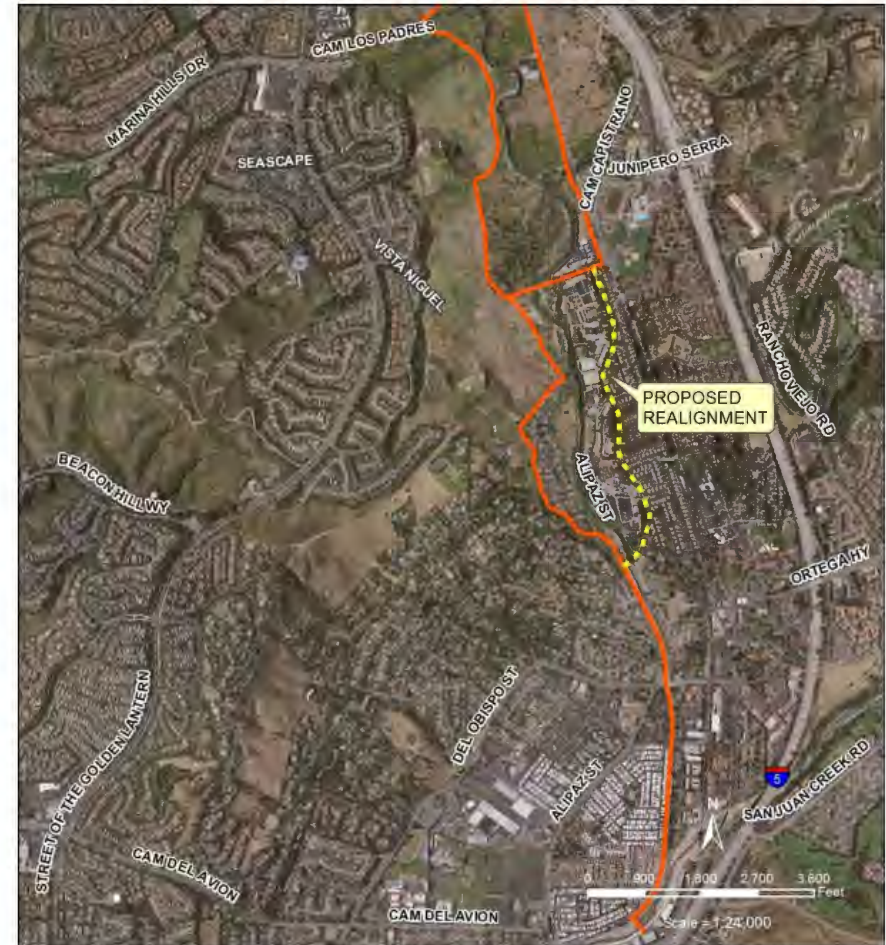 CAM LOS PADRES
MARINA HILLS DR
SEASCAPE
CAM CAPISTRANO
JUNIPERO SERRA
VISTA NIGUEL
RANCHO VIEJO RD
PROPOSED
REALIGNMENT
BEACON HILL WY
ALIPAZ ST
ORTEGA HY
STREET OF THE GOLDEN LANTERN
DEL OBISPO ST
ALIPAZ ST
5
SAN JUAN CREEK RD
N
CAM DEL AVION
0 900 1,800 2,700 3,600
Feet
CAM DEL AVION
Scale = 1:24,000